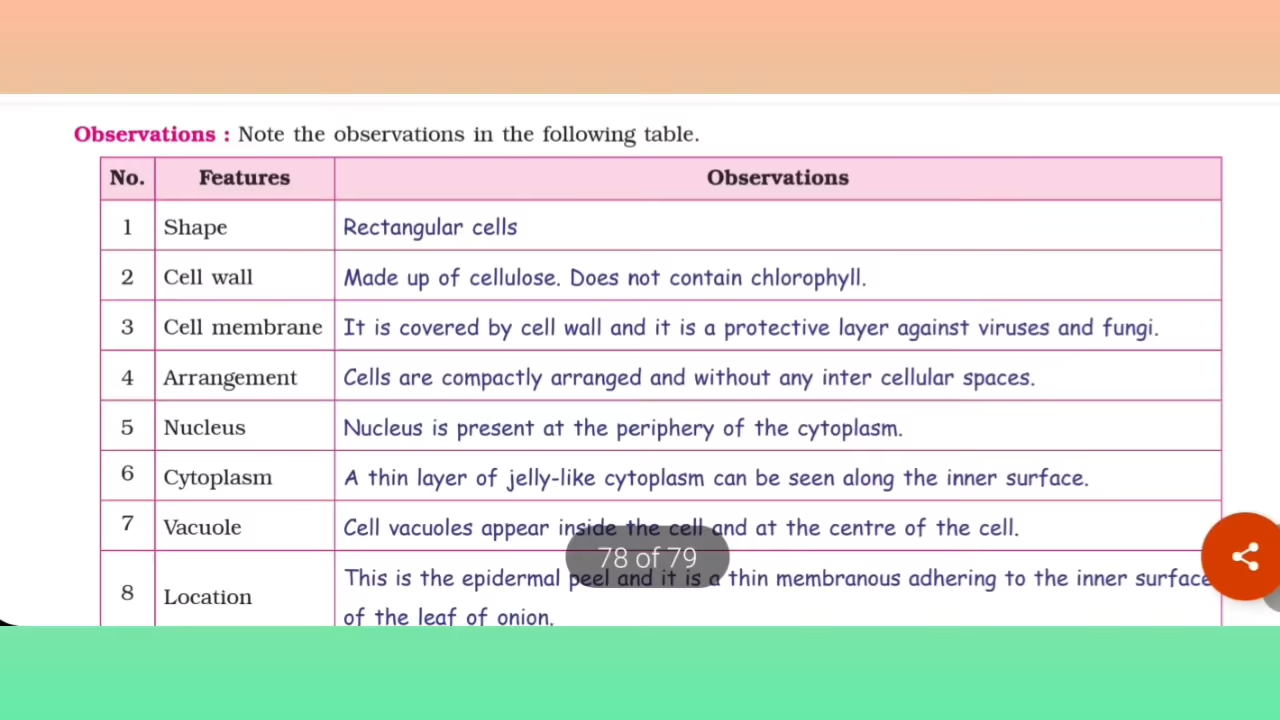 Observations : Note the observations in the following table.
No. Features Observations
1 Shape Rectangular cells
2 Cell wall Made up of cellulose. Does not contain chlorophyll.
3 Cell membrane It is covered by cell wall and it is a protective layer against viruses and fungi.
4 Arrangement Cells are compactly arranged and without any inter cellular spaces.
5 Nucleus Nucleus is present at the periphery of the cytoplasm.
6 Cytoplasm A thin layer of jelly-like cytoplasm can be seen along the inner surface.
7 Vacuole Cell vacuoles appear inside the cell and at the centre of the cell.
78 of 79
8 Location This is the epidermal peel and it is a thin membranous adhering to the inner surface
of the leaf of onion.